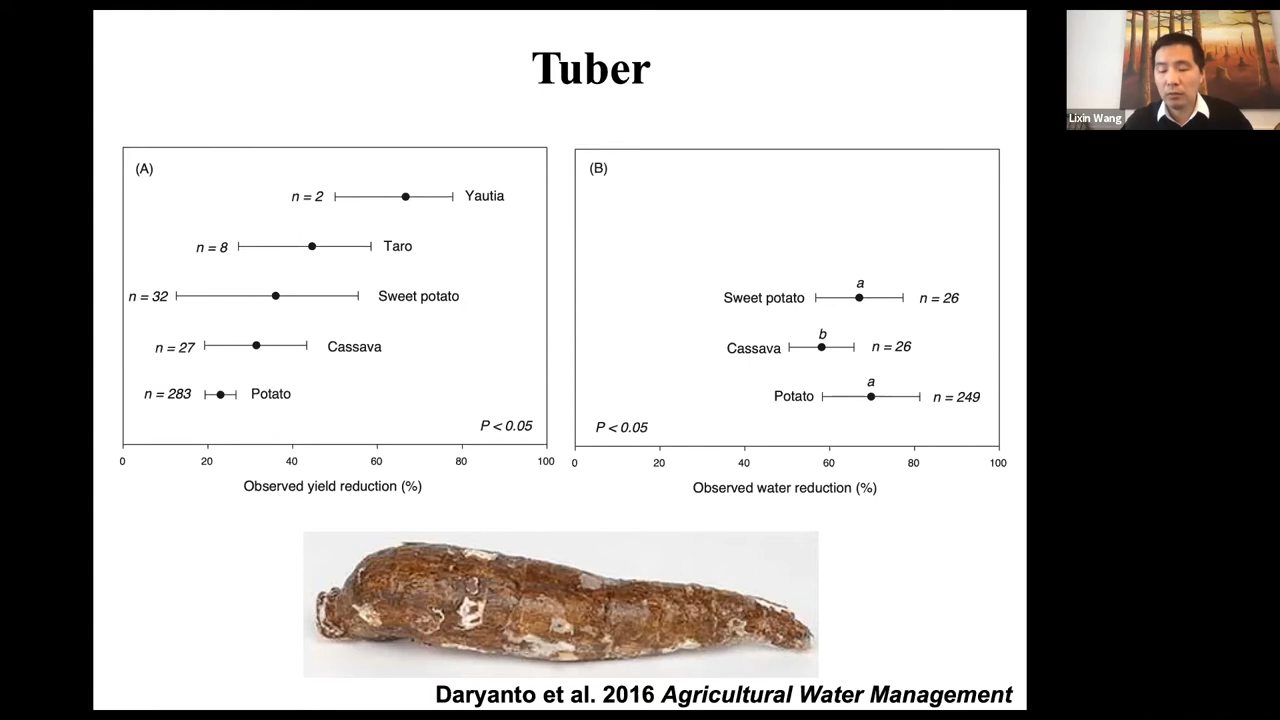 Tuber
Lixin Wang
(A)
n = 2 Yautia
n = 8 Taro
n = 32 Sweet potato
n = 27 Cassava
n = 283 Potato
P < 0.05
0 20 40 60 80 100
Observed yield reduction (%)
(B)
a
Sweet potato n = 26
b
Cassava n = 26
a
Potato n = 249
P < 0.05
0 20 40 60 80 100
Observed water reduction (%)
Daryanto et al. 2016 Agricultural Water Management